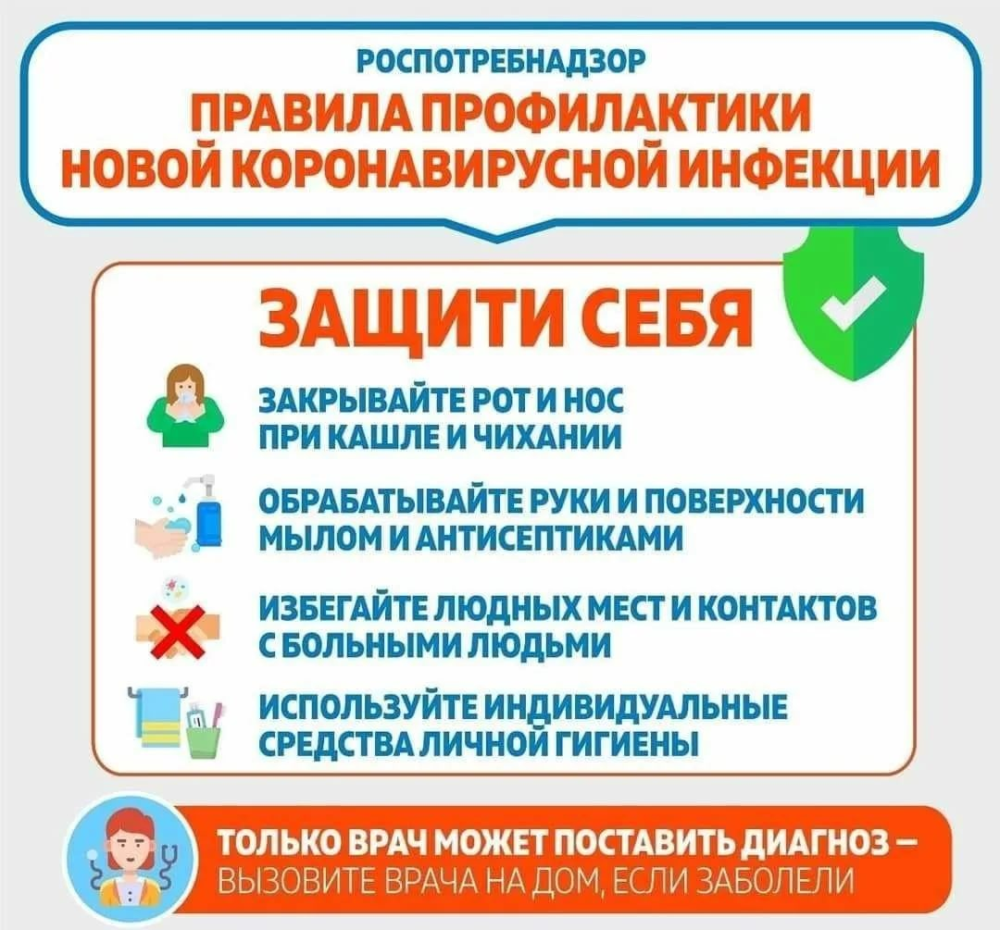 РОСПОТРЕБНАДЗОР
ПРАВИЛА ПРОФИЛАКТИКИ
НОВОЙ КОРОНАВИРУСНОЙ ИНФЕКЦИИ
ЗАЩИТИ СЕБЯ
ЗАКРЫВАЙТЕ РОТ И НОС
ПРИ КАШЛЕ И ЧИХАНИИ
ОБРАБАТЫВАЙТЕ РУКИ И ПОВЕРХНОСТИ
МЫЛОМ И АНТИСЕПТИКАМИ
ИЗБЕГАЙТЕ ЛЮДНЫХ МЕСТ И КОНТАКТОВ
С БОЛЬНЫМИ ЛЮДЬМИ
ИСПОЛЬЗУЙТЕ ИНДИВИДУАЛЬНЫЕ
СРЕДСТВА ЛИЧНОЙ ГИГИЕНЫ
ТОЛЬКО ВРАЧ МОЖЕТ ПОСТАВИТЬ ДИАГНОЗ –
ВЫЗОВИТЕ ВРАЧА НА ДОМ, ЕСЛИ ЗАБОЛЕЛИ